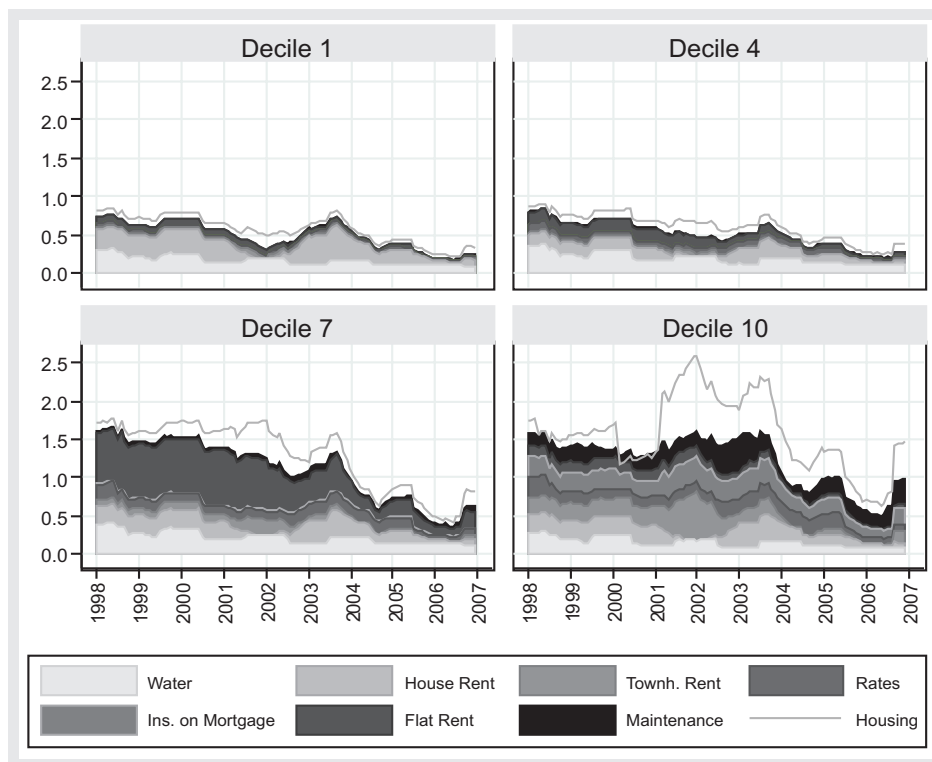 Decile 1
Decile 4
2.5
2.0
1.5
1.0
0.5
0.0
Decile 7
Decile 10
2.5
2.0
1.5
1.0
0.5
0.0
1998 1999 2000 2001 2002 2003 2004 2005 2006 2007
1998 1999 2000 2001 2002 2003 2004 2005 2006 2007
Water House Rent Townh. Rent Rates
Ins. on Mortgage Flat Rent Maintenance Housing